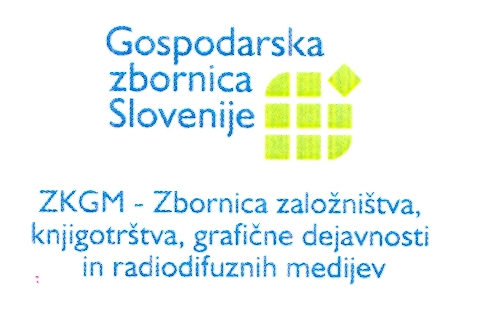 Gospodarska
zbornica
Slovenije
ZKGM - Zbornica založništva,
knjigotrštva, grafične dejavnosti
in radiodifuznih medijev